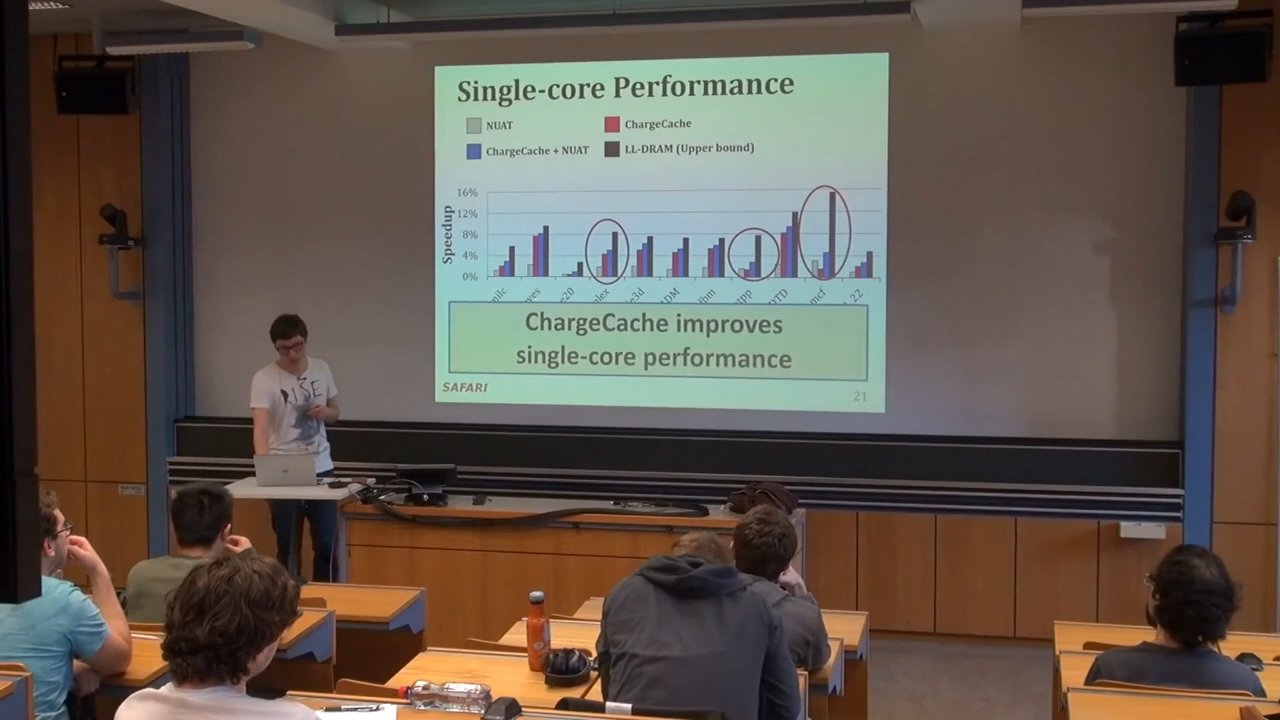 Single-core Performance
NUAT
ChargeCache
ChargeCache + NUAT
LL-DRAM (Upper bound)
Speedup
16%
12%
8%
4%
0%
ChargeCache improves
single-core performance
SAFARI
21
RISE